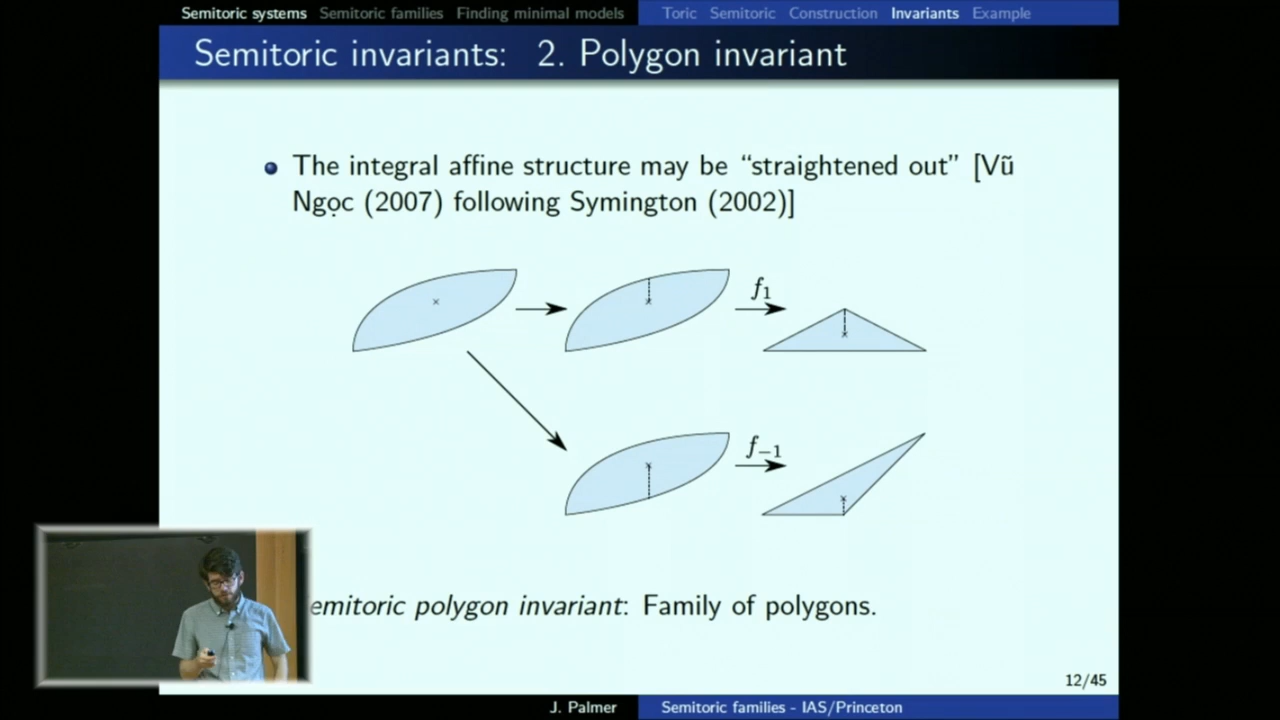 Semitoric systems Semitoric families Finding minimal models Toric Semitoric Construction Invariants Example
Semitoric invariants: 2. Polygon invariant
The integral affine structure may be “straightened out” [Vũ
Ngọc (2007) following Symington (2002)]
f₁
f₋₁
emitoric polygon invariant: Family of polygons.
12/45
J. Palmer Semitoric families - IAS/Princeton